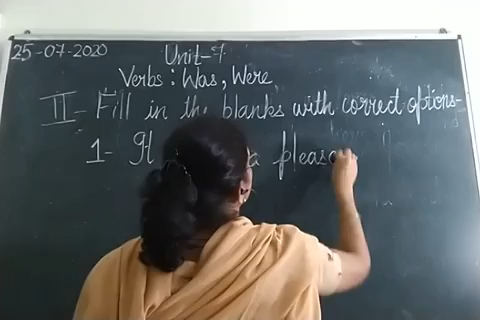 25-07-2020
Unit-7
Verbs : Was, Were
II- Fill in the blanks with correct options-
1- It a pleas